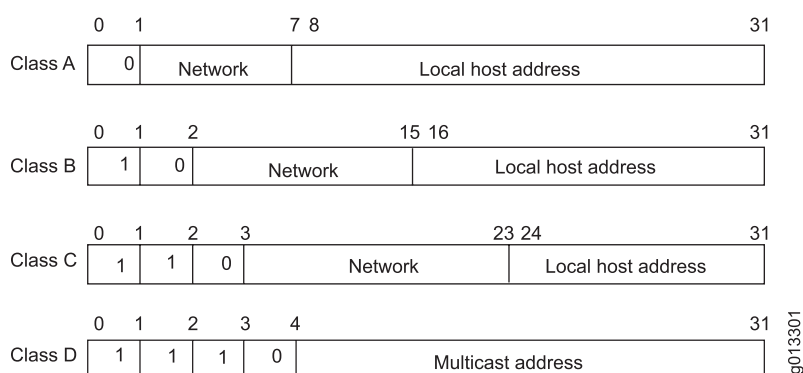 0 1 7 8 31
Class A 0 Network Local host address
0 1 2 15 16 31
Class B 1 0 Network Local host address
0 1 2 3 23 24 31
Class C 1 1 0 Network Local host address
0 1 2 3 4 31
Class D 1 1 1 0 Multicast address
g013301